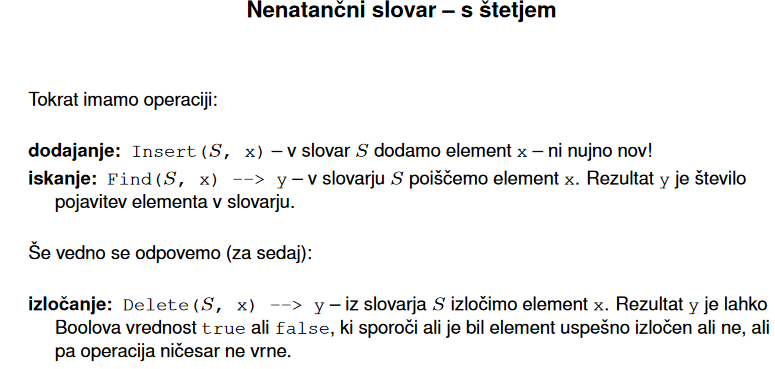 Nenatančni slovar – s štetjem
Tokrat imamo operaciji:
dodajanje: Insert(S, x) – v slovar S dodamo element x – ni nujno nov!
iskanje: Find(S, x) --> y – v slovarju S poiščemo element x. Rezultat y je število
pojavitev elementa v slovarju.
Še vedno se odpovemo (za sedaj):
izločanje: Delete(S, x) --> y – iz slovarja S izločimo element x. Rezultat y je lahko
Boolova vrednost true ali false, ki sporoči ali je bil element uspešno izločen ali ne, ali
pa operacija ničesar ne vrne.